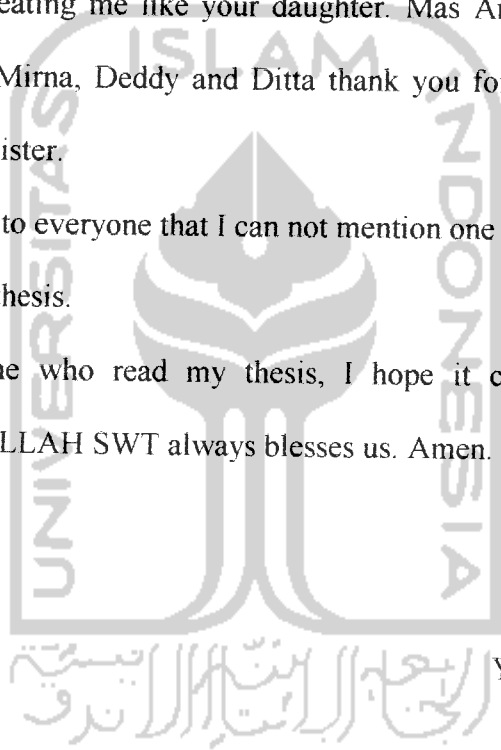 eating me like your daughter. Mas A
Mirna, Deddy and Ditta thank you fo
ister.
to everyone that I can not mention one
hesis.
e who read my thesis, I hope it c
LLAH SWT always blesses us. Amen.
ISLAM
UNIVERSITAS
INDONESIA